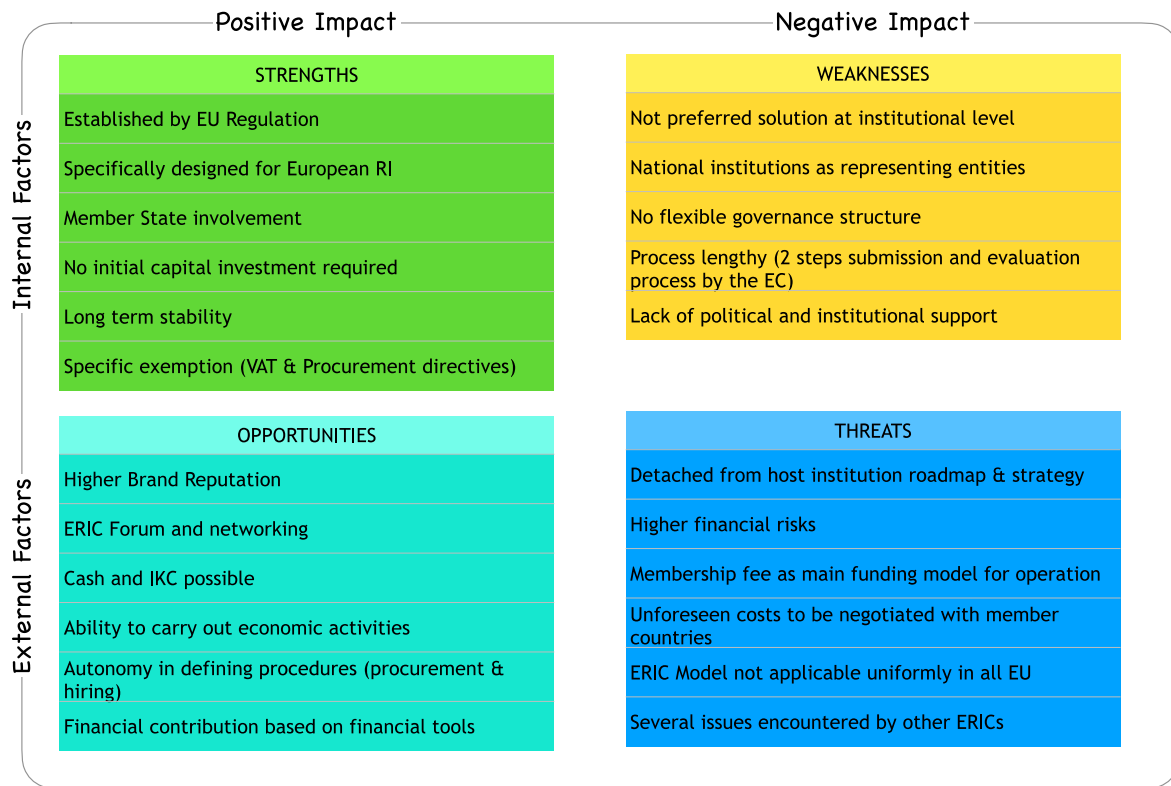 Positive Impact
Negative Impact
Internal Factors
STRENGTHS
Established by EU Regulation
Specifically designed for European RI
Member State involvement
No initial capital investment required
Long term stability
Specific exemption (VAT & Procurement directives)
WEAKNESSES
Not preferred solution at institutional level
National institutions as representing entities
No flexible governance structure
Process lengthy (2 steps submission and evaluation
process by the EC)
Lack of political and institutional support
External Factors
OPPORTUNITIES
Higher Brand Reputation
ERIC Forum and networking
Cash and IKC possible
Ability to carry out economic activities
Autonomy in defining procedures (procurement &
hiring)
Financial contribution based on financial tools
THREATS
Detached from host institution roadmap & strategy
Higher financial risks
Membership fee as main funding model for operation
Unforeseen costs to be negotiated with member
countries
ERIC Model not applicable uniformly in all EU
Several issues encountered by other ERICs